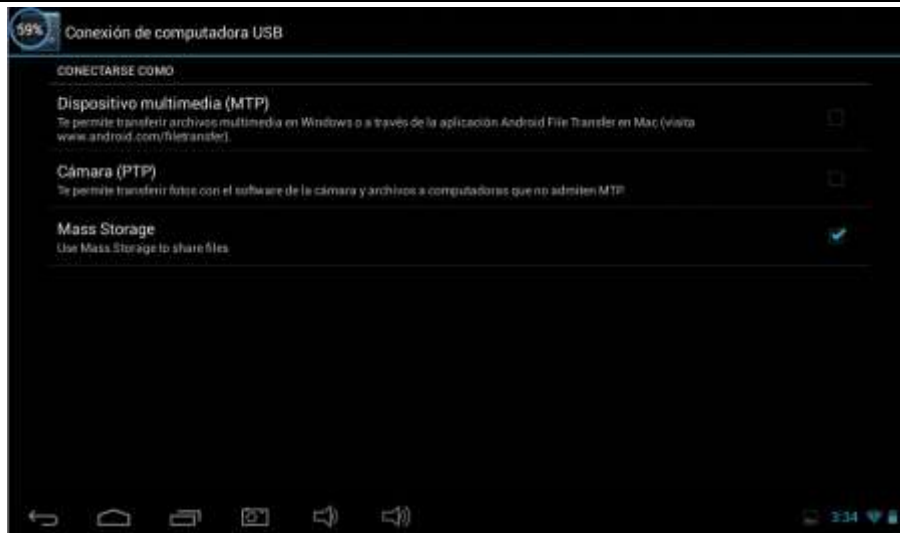 59%
Conexión de computadora USB
CONECTARSE COMO
Dispositivo multimedia (MTP)
Te permite transferir archivos multimedia en Windows o a través de la aplicación Android File Transfer en Mac (visita
www.android.com/filetransfer).
Cámara (PTP)
Te permite transferir fotos con el software de la cámara y archivos a computadoras que no admiten MTP.
Mass Storage
Use Mass Storage to share files
3:34